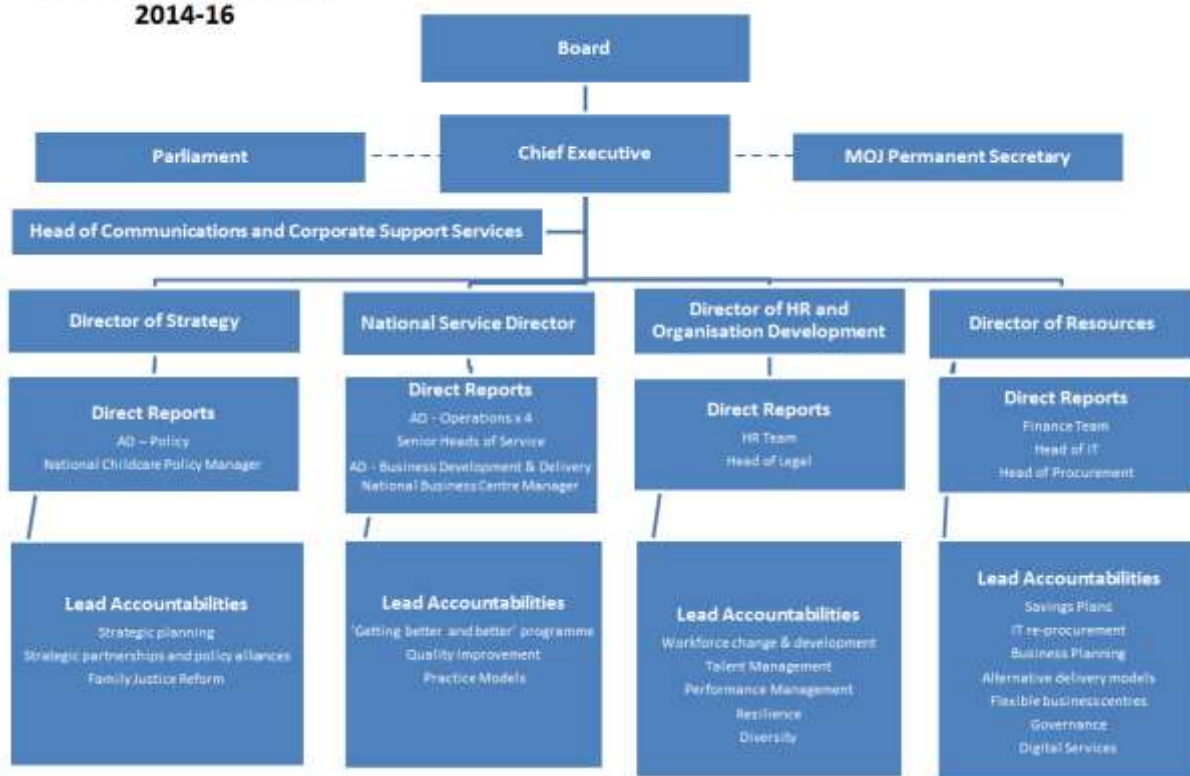 2014-16
Board
Parliament
Chief Executive
MOJ Permanent Secretary
Head of Communications and Corporate Support Services
Director of Strategy
National Service Director
Director of HR and
Organisation Development
Director of Resources
Direct Reports
AD – Policy
National Childcare Policy Manager
Direct Reports
AD - Operations x 4
Senior Heads of Service
AD - Business Development & Delivery
National Business Centre Manager
Direct Reports
HR Team
Head of Legal
Direct Reports
Finance Team
Head of IT
Head of Procurement
Lead Accountabilities
Strategic planning
Strategic partnerships and policy alliances
Family Justice Reform
Lead Accountabilities
'Getting better and better' programme
Quality Improvement
Practice Models
Lead Accountabilities
Workforce change & development
Talent Management
Performance Management
Resilience
Diversity
Lead Accountabilities
Savings Plans
IT re-procurement
Business Planning
Alternative delivery models
Flexible business centres
Governance
Digital Services